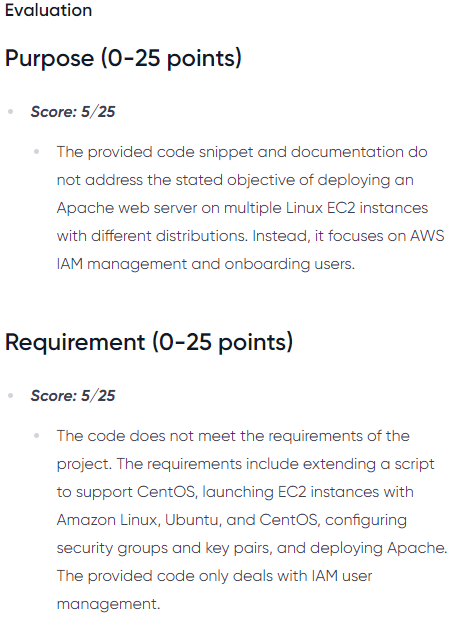 Evaluation
Purpose (0-25 points)
Score: 5/25
The provided code snippet and documentation do
not address the stated objective of deploying an
Apache web server on multiple Linux EC2 instances
with different distributions. Instead, it focuses on AWS
IAM management and onboarding users.
Requirement (0-25 points)
Score: 5/25
The code does not meet the requirements of the
project. The requirements include extending a script
to support CentOS, launching EC2 instances with
Amazon Linux, Ubuntu, and CentOS, configuring
security groups and key pairs, and deploying Apache.
The provided code only deals with IAM user
management.